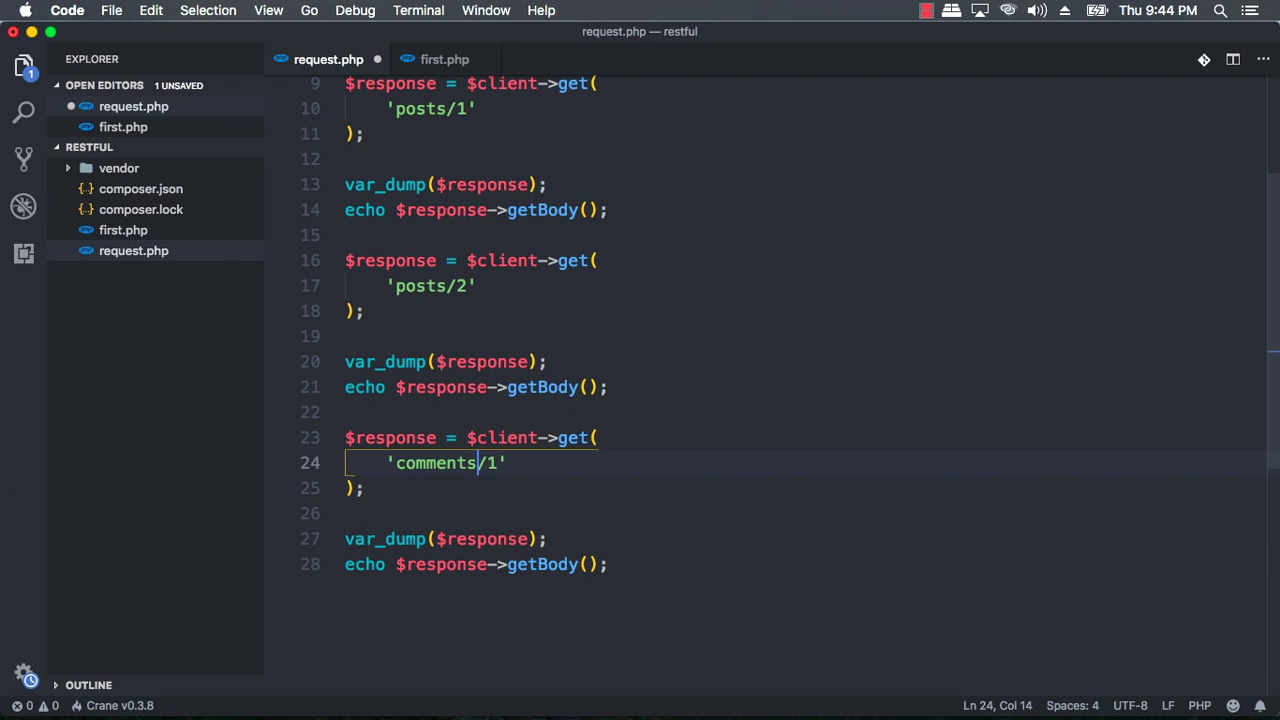 Code File Edit Selection View Go Debug Terminal Window Help Thu 9:44 PM
request.php — restful
EXPLORER
OPEN EDITORS 1 UNSAVED
request.php
first.php
RESTFUL
vendor
composer.json
composer.lock
first.php
request.php
OUTLINE
1
request.php first.php
9 $response = $client->get(
10 'posts/1'
11 );
12
13 var_dump($response);
14 echo $response->getBody();
15
16 $response = $client->get(
17 'posts/2'
18 );
19
20 var_dump($response);
21 echo $response->getBody();
22
23 $response = $client->get(
24 'comments/1'
25 );
26
27 var_dump($response);
28 echo $response->getBody();
0 0 Crane v0.3.8 Ln 24, Col 14 Spaces: 4 UTF-8 LF PHP